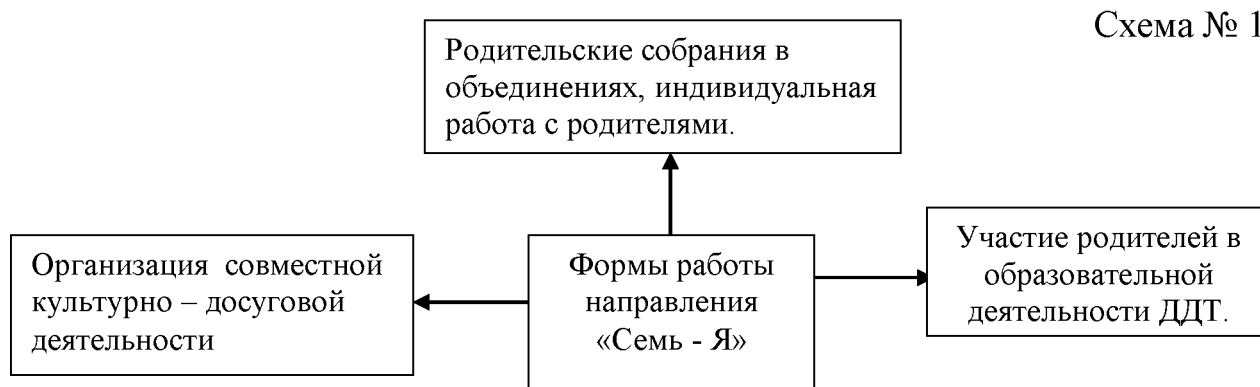 Схема № 1
Родительские собрания в
объединениях, индивидуальная
работа с родителями.
Организация совместной
культурно – досуговой
деятельности
Формы работы
направления
«Семь - Я»
Участие родителей в
образовательной
деятельности ДДТ.